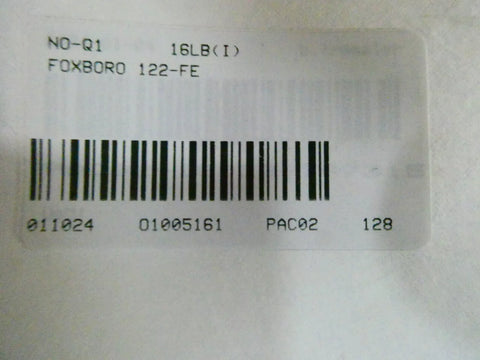 NO-Q1 16LB(I)
FOXBORO 122-FE
011024 01005161 PAC02 128